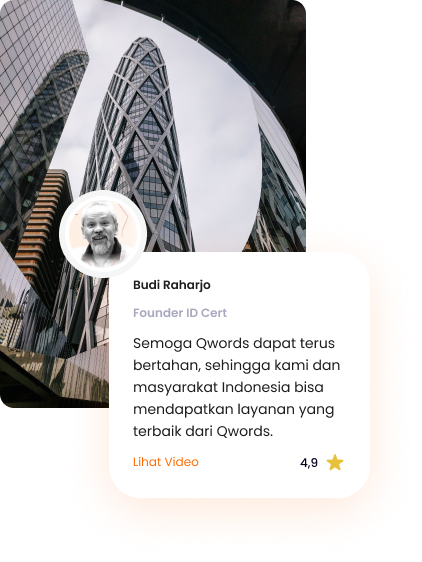 Budi Raharjo
Founder ID Cert
Semoga Qwords dapat terus
bertahan, sehingga kami dan
masyarakat Indonesia bisa
mendapatkan layanan yang
terbaik dari Qwords.
Lihat Video 4,9